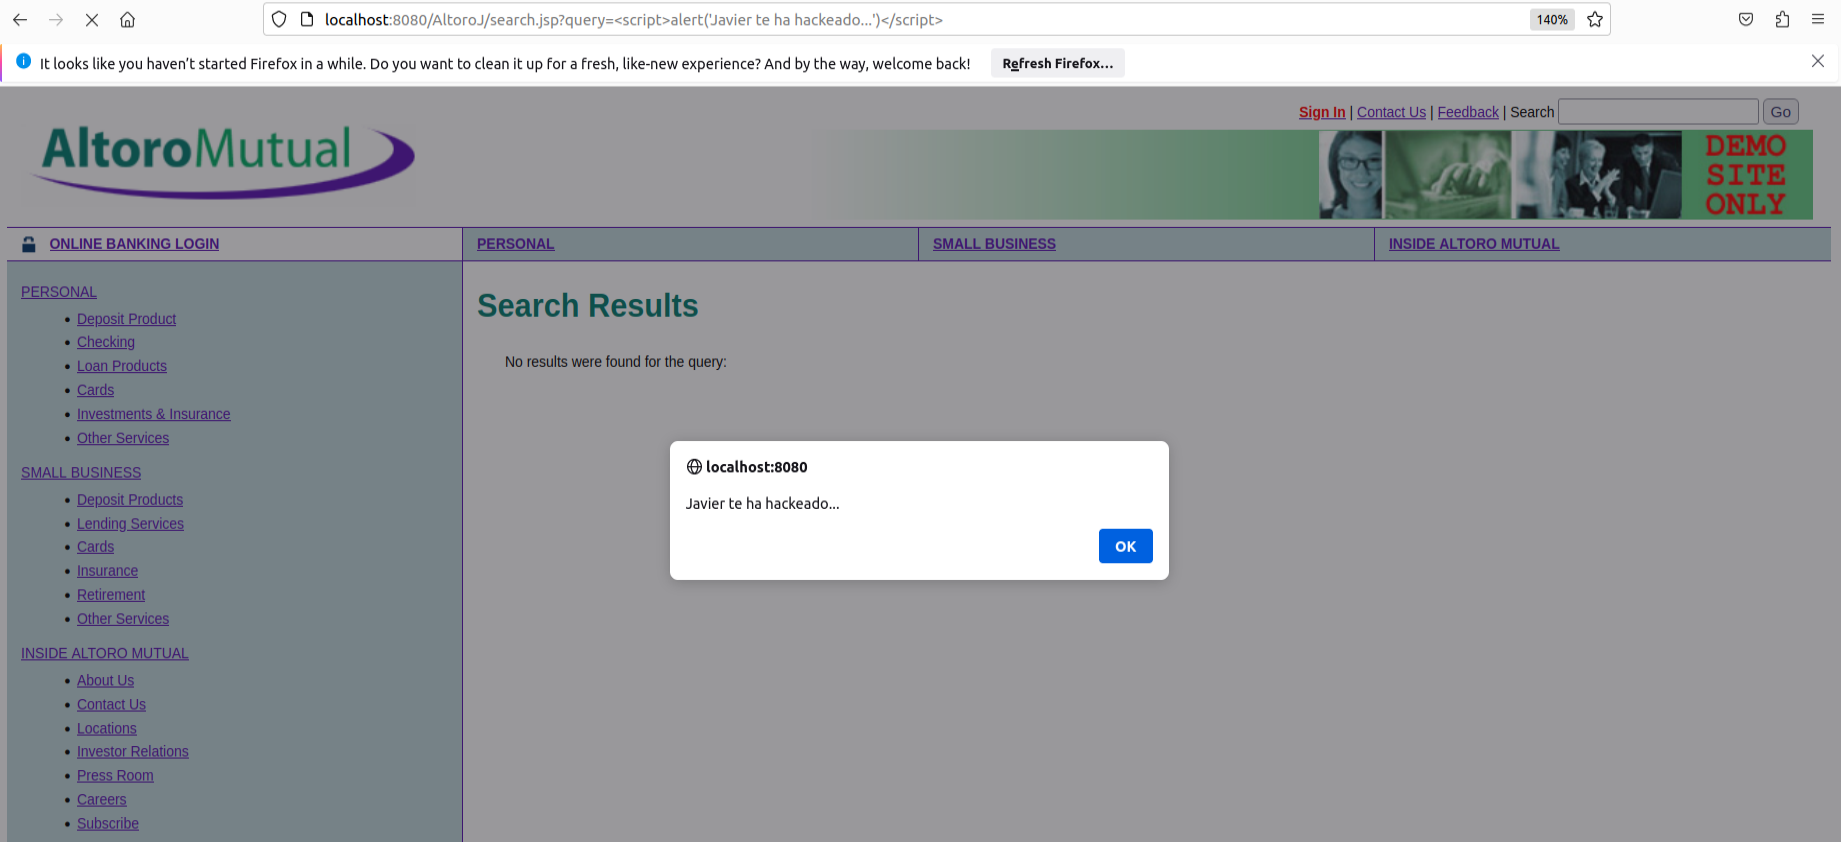 localhost:8080/AltoroJ/search.jsp?query=<script>alert('Javier te ha hackeado...')</script>
140%
It looks like you haven't started Firefox in a while. Do you want to clean it up for a fresh, like-new experience? And by the way, welcome back!
Refresh Firefox...
Sign In | Contact Us | Feedback | Search
Go
AltoroMutual
DEMO
SITE
ONLY
ONLINE BANKING LOGIN
PERSONAL
SMALL BUSINESS
INSIDE ALTORO MUTUAL
PERSONAL
Deposit Product
Checking
Loan Products
Cards
Investments & Insurance
Other Services
SMALL BUSINESS
Deposit Products
Lending Services
Cards
Insurance
Retirement
Other Services
INSIDE ALTORO MUTUAL
About Us
Contact Us
Locations
Investor Relations
Press Room
Careers
Subscribe
Search Results
No results were found for the query:
localhost:8080
Javier te ha hackeado...
OK